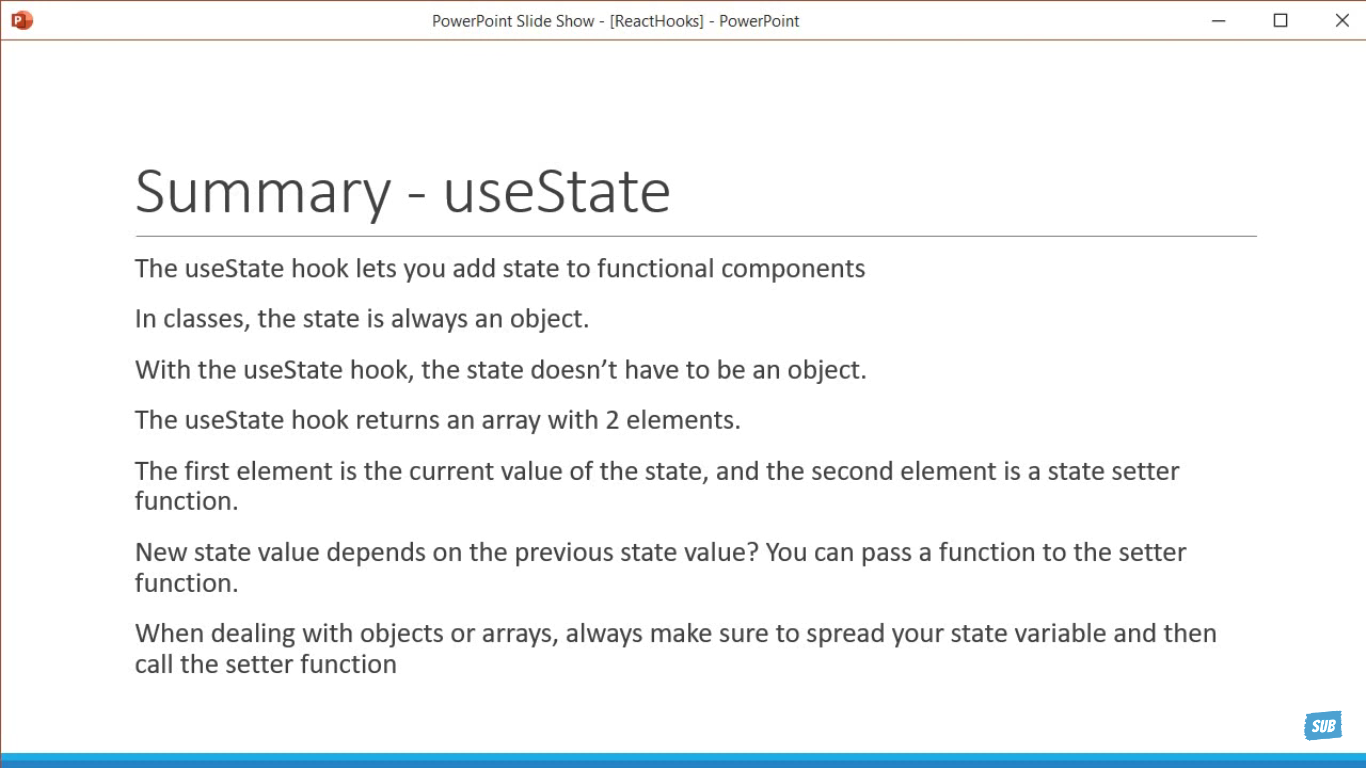 PowerPoint Slide Show - [ReactHooks] - PowerPoint
Summary - useState
The useState hook lets you add state to functional components
In classes, the state is always an object.
With the useState hook, the state doesn’t have to be an object.
The useState hook returns an array with 2 elements.
The first element is the current value of the state, and the second element is a state setter
function.
New state value depends on the previous state value? You can pass a function to the setter
function.
When dealing with objects or arrays, always make sure to spread your state variable and then
call the setter function
SUB